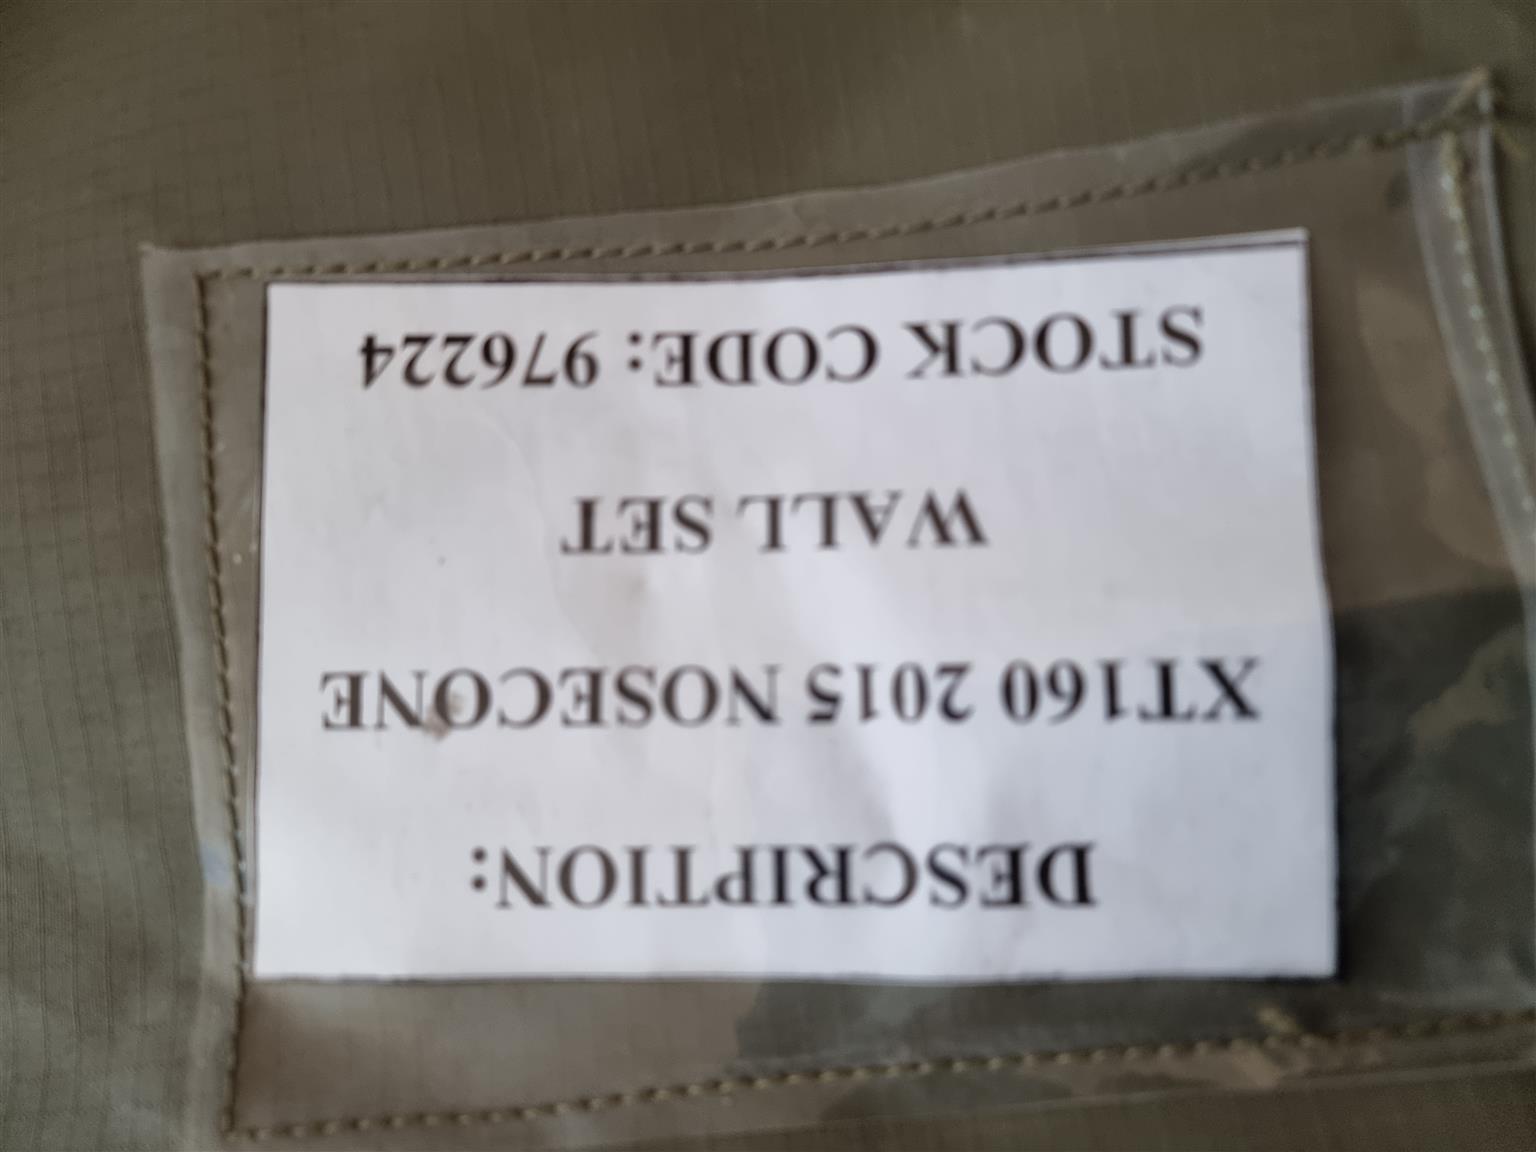 DESCRIPTION:
XT160 2015 NOSECONE
WALL SET
STOCK CODE: 976224